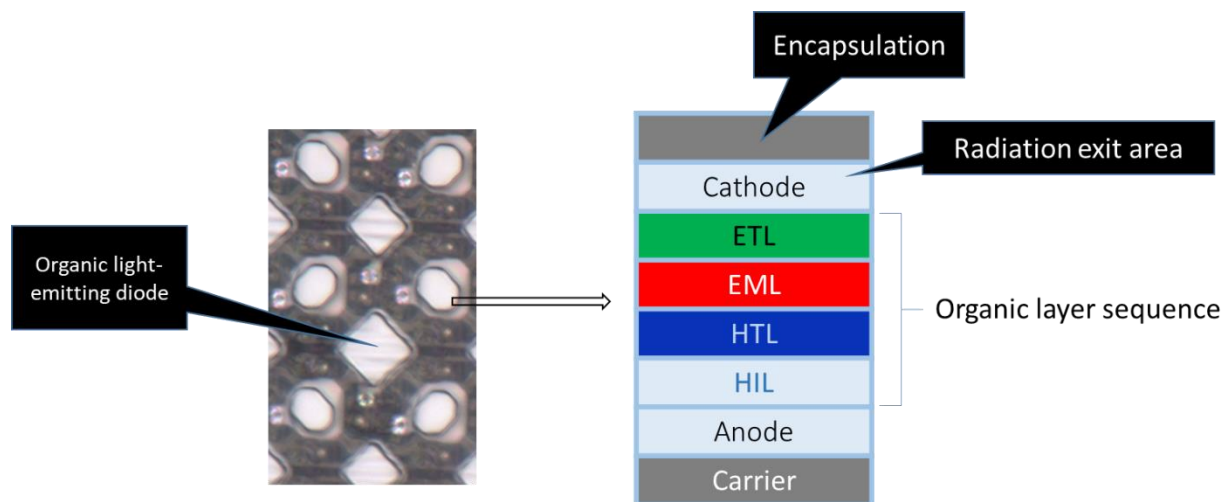 Encapsulation
Radiation exit area
Cathode
ETL
Organic light-
emitting diode
EML
Organic layer sequence
HTL
HIL
Anode
Carrier